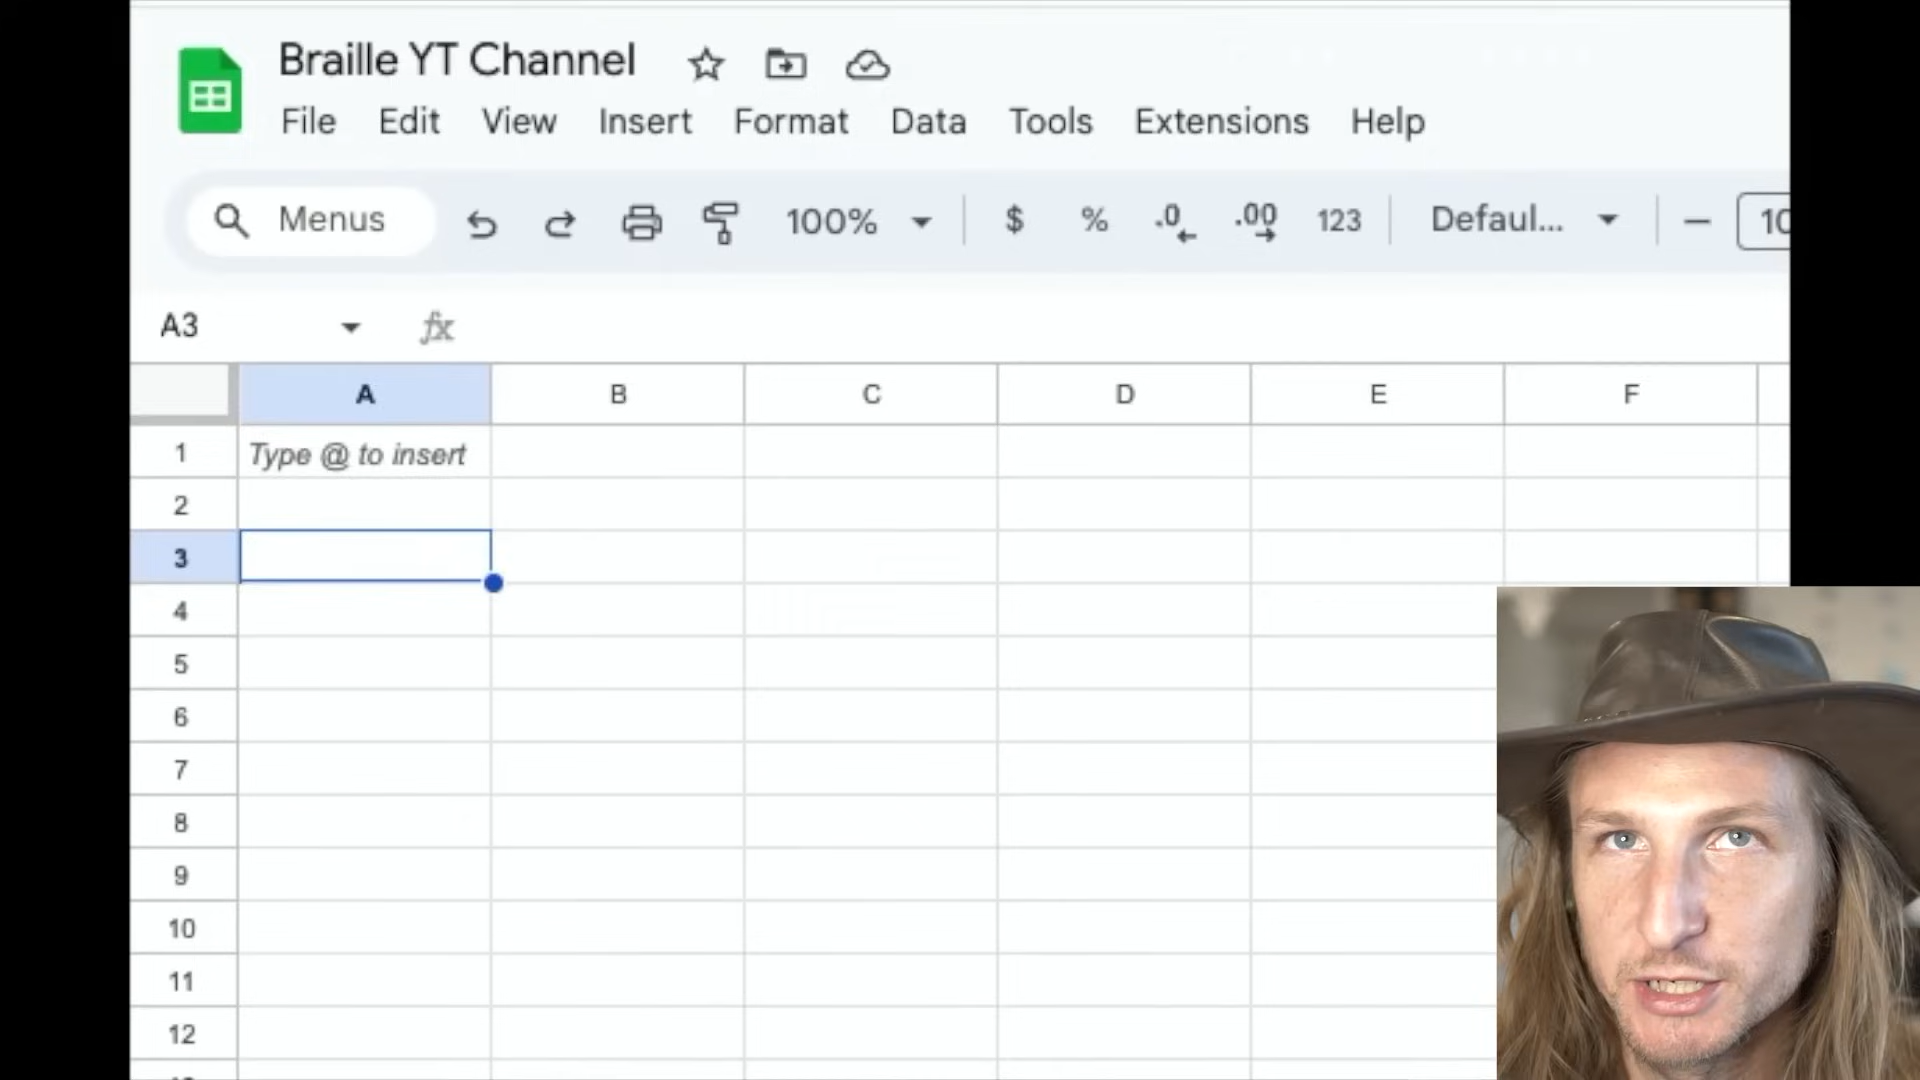 Braille YT Channel
File Edit View Insert Format Data Tools Extensions Help
Menus 100% $ % .0 .00 123 Defaul... 10
A3 fx
A B C D E F
1 Type @ to insert
2
3
4
5
6
7
8
9
10
11
12